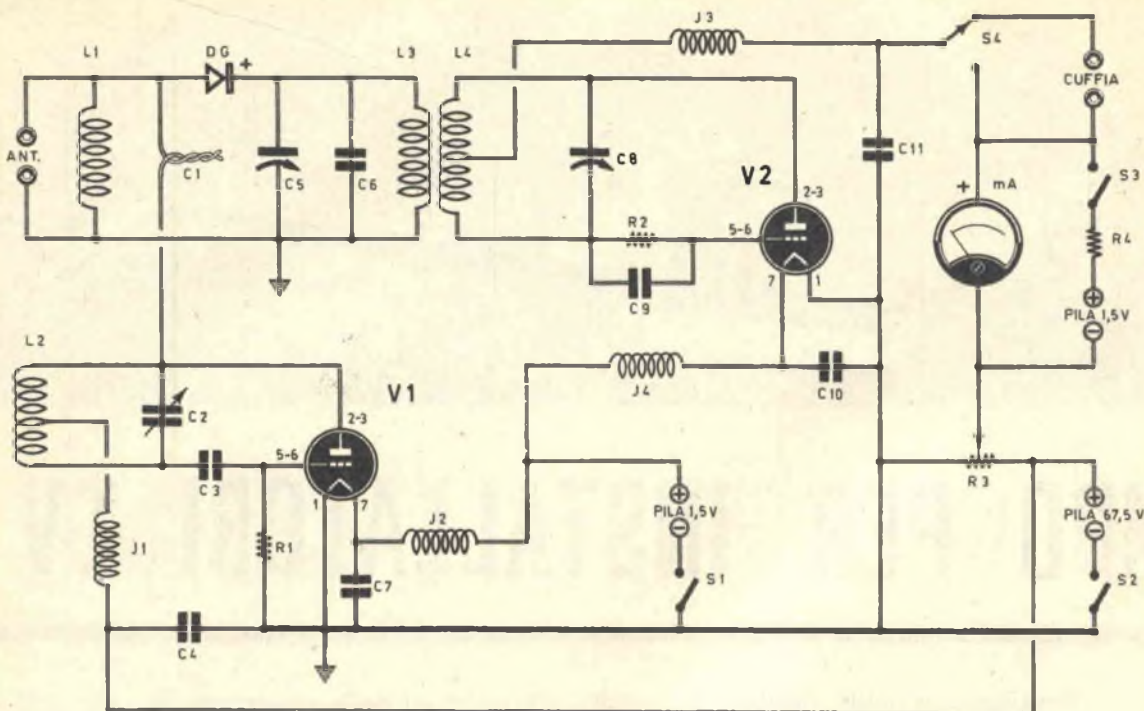 J3
S4
L1
DG
+
L3
L4
CUFFIA
ANT.
C1
C5
C6
C8
V2
C11
2-3
+
mA
S3
R2
5-6
7
1
R4
C9
+
PILA 1,5V
−
L2
J4
C10
V1
C2
2-3
5-6
C3
1
7
R3
+
PILA 1,5V
−
+
PILA 67,5V
−
J1
R1
J2
C7
S1
S2
C4